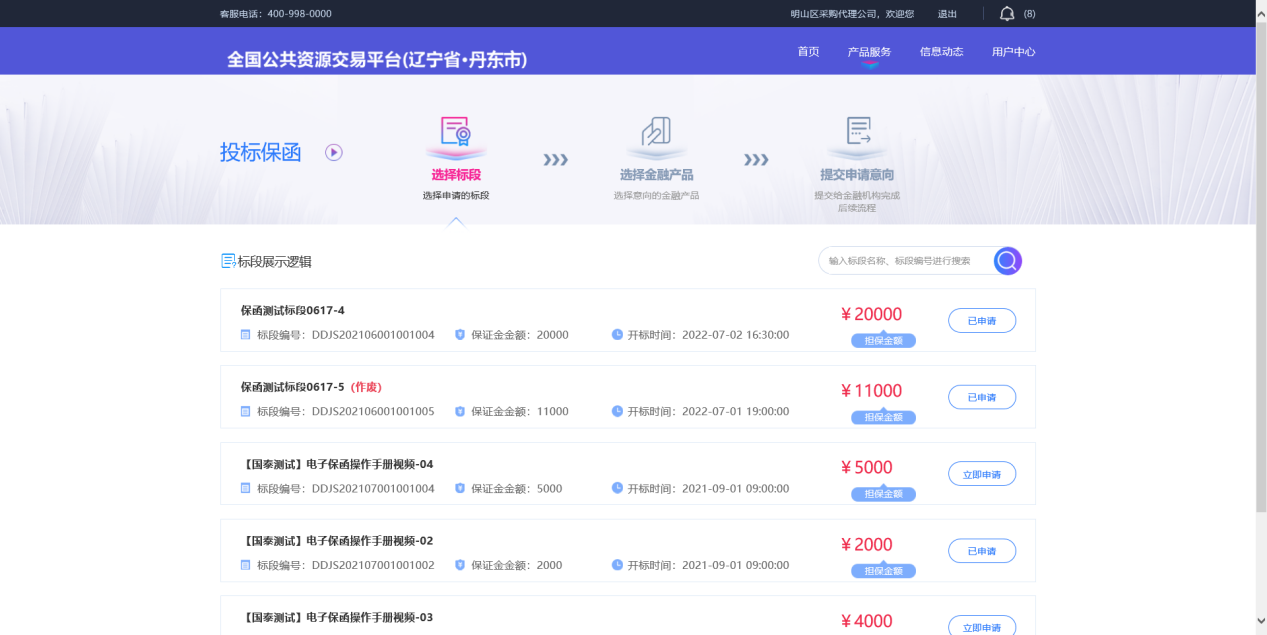 客服电话：400-998-0000
明山区采购代理公司，欢迎您 退出 (8)
全国公共资源交易平台(辽宁省·丹东市)
首页 产品服务 信息动态 用户中心
投标保函
选择标段
选择申请的标段
选择金融产品
选择意向的金融产品
提交申请意向
提交给金融机构完成
后续流程
标段展示逻辑
输入标段名称、标段编号进行搜索
保函测试标段0617-4
标段编号：DDJS202106001001004 保证金金额：20000 开标时间：2022-07-02 16:30:00
￥20000
担保金额
已申请
保函测试标段0617-5（作废）
标段编号：DDJS202106001001005 保证金金额：11000 开标时间：2022-07-01 19:00:00
￥11000
担保金额
已申请
【国泰测试】电子保函操作手册视频-04
标段编号：DDJS202107001001004 保证金金额：5000 开标时间：2021-09-01 09:00:00
￥5000
担保金额
立即申请
【国泰测试】电子保函操作手册视频-02
标段编号：DDJS202107001001002 保证金金额：2000 开标时间：2021-09-01 09:00:00
￥2000
担保金额
已申请
【国泰测试】电子保函操作手册视频-03
￥4000
立即申请